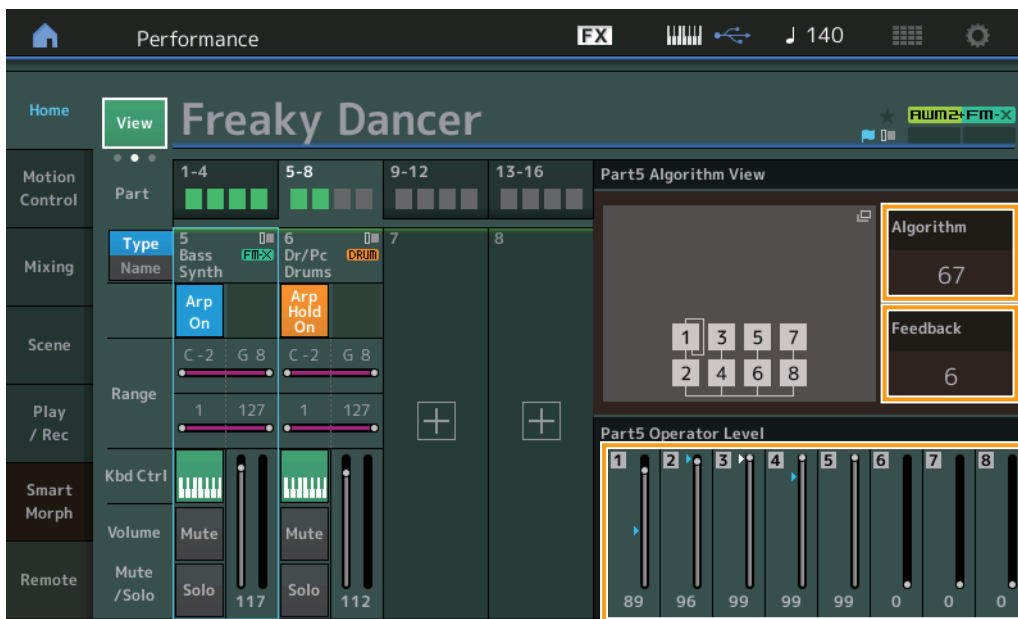 Performance
FX
♩ 140
Home
View
Freaky Dancer
AWM2+FM-X
Motion
Control
Part
1-4
5-8
9-12
13-16
Part5 Algorithm View
Type
Name
5
Bass
Synth
FM-X
6
Dr/Pc
Drums
DRUM
7
8
Algorithm
67
Mixing
Arp
On
Arp
Hold
On
Feedback
6
1 3 5 7
2 4 6 8
Scene
Range
C -2 G 8 C -2 G 8
1 127 1 127
Play
/ Rec
Part5 Operator Level
1 2 3 4 5 6 7 8
89 96 99 99 99 0 0 0
Smart
Morph
Kbd Ctrl
Volume
Mute Mute
Remote
Mute
/Solo
Solo 117 Solo 112